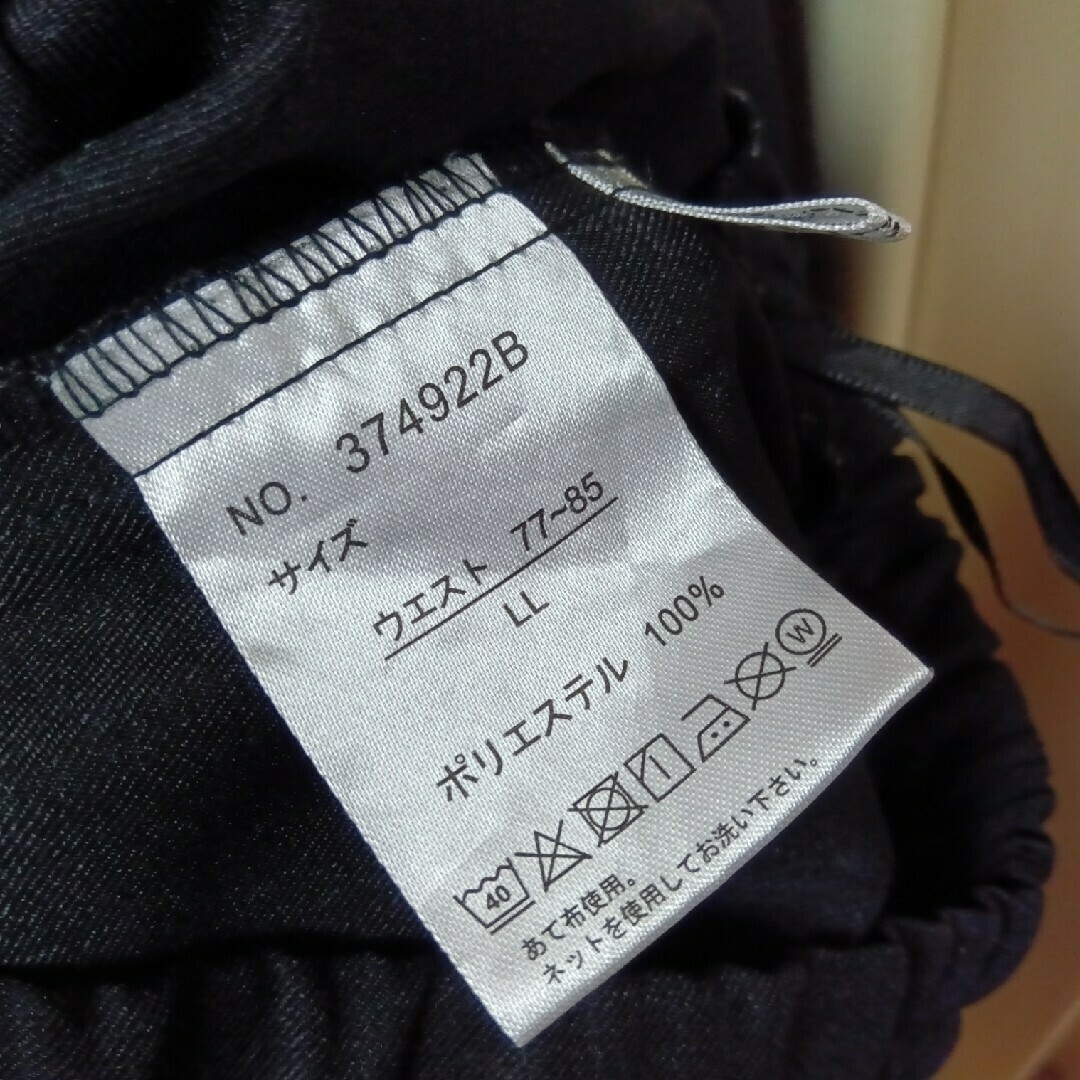 NO. 374922B
サイズ
ウエスト 77~85
LL
ポリエステル 100%
40 W
あて布使用。
ネットを使用してお洗い下さい。